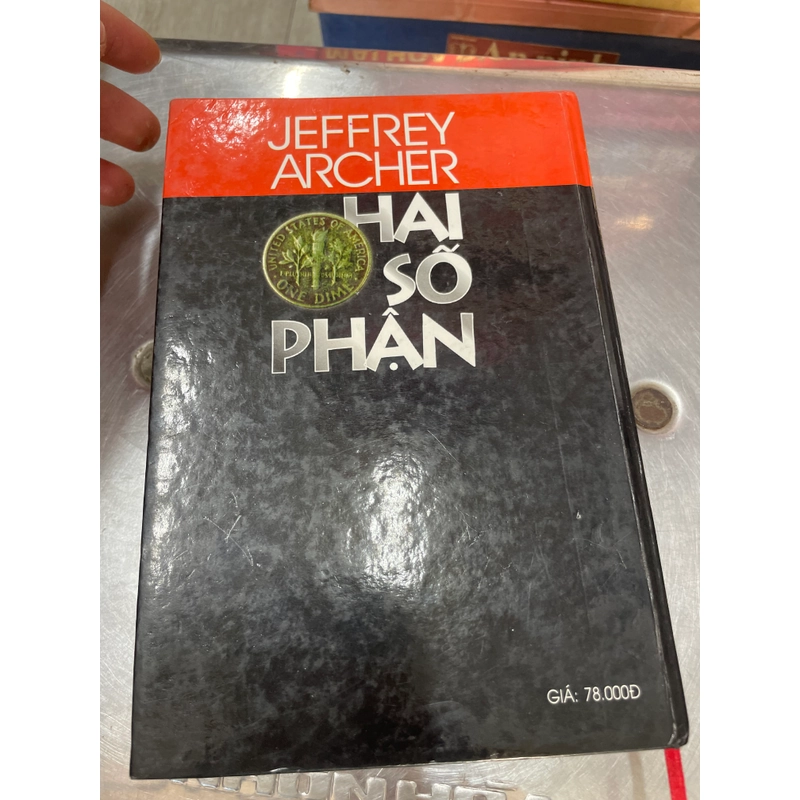 JEFFREY
ARCHER
HAI
SỐ
PHẬN
UNITED STATES OF AMERICA
ONE DIME
GIÁ: 78.000Đ